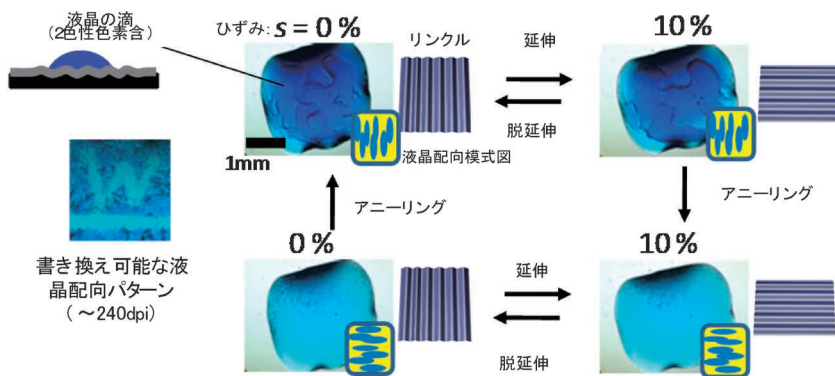 液晶の滴
（2色性色素含）
ひずみ: s = 0 %
リンクル
延伸
脱延伸
10 %
1mm
液晶配向模式図
アニーリング
アニーリング
書き換え可能な液
晶配向パターン
（～240dpi）
0 %
延伸
脱延伸
10 %